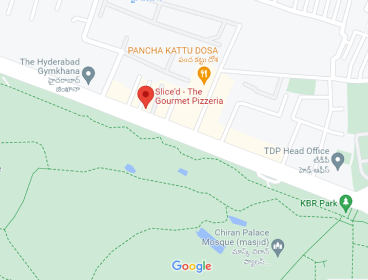 PANCHA KATTU DOSA
పంచ కట్టు దోశ
The Hyderabad
Gymkhana
హైదరాబాద్
జింఖానా
Slice'd - The
Gourmet Pizzeria
TDP Head Office
టీడీపీ
హెడ్ ఆఫీస్
KBR Park
Chiran Palace
Mosque (masjid)
Google